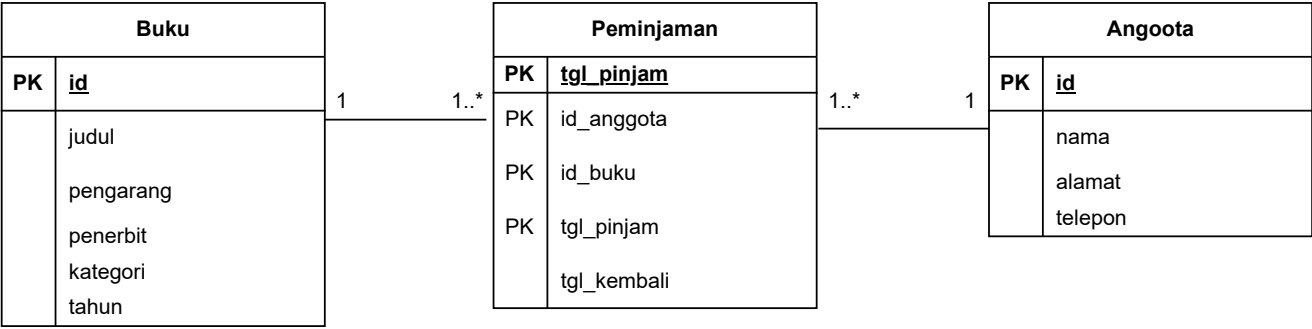 Buku
PK id
judul
pengarang
penerbit
kategori
tahun
1 1..*
Peminjaman
PK tgl_pinjam
PK id_anggota
PK id_buku
PK tgl_pinjam
tgl_kembali
1..* 1
Angoota
PK id
nama
alamat
telepon